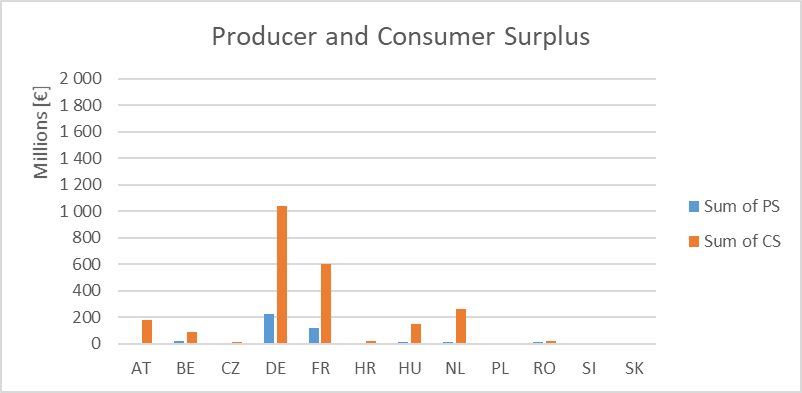 Producer and Consumer Surplus
Millions [€]
2 000
1 800
1 600
1 400
1 200
1 000
800
600
400
200
0
AT BE CZ DE FR HR HU NL PL RO SI SK
Sum of PS
Sum of CS